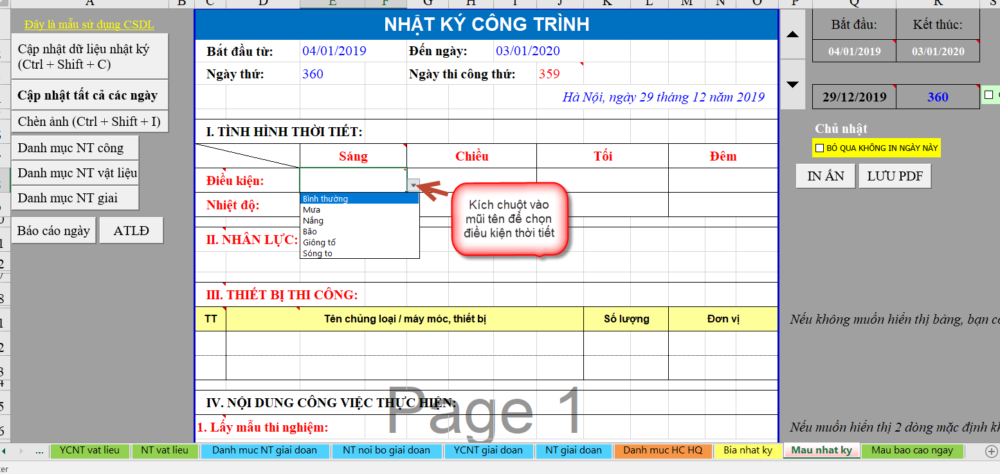 A B C D E F G H I J K L M N O P Q R S
Đây là mẫu sử dụng CSDL
Cập nhật dữ liệu nhật ký
(Ctrl + Shift + C)
Cập nhật tất cả các ngày
Chèn ảnh (Ctrl + Shift + I)
Danh mục NT công
Danh mục NT vật liệu
Danh mục NT giai
Báo cáo ngày ATLĐ
NHẬT KÝ CÔNG TRÌNH
Bắt đầu từ: 04/01/2019 Đến ngày: 03/01/2020
Ngày thứ: 360 Ngày thi công thứ: 359
Hà Nội, ngày 29 tháng 12 năm 2019
I. TÌNH HÌNH THỜI TIẾT:
Sáng Chiều Tối Đêm
Điều kiện:
Nhiệt độ:
Bình thường
Mưa
Nắng
Bão
Giông tố
Sóng to
Kích chuột vào
mũi tên để chọn
điều kiện thời tiết
II. NHÂN LỰC:
III. THIẾT BỊ THI CÔNG:
TT Tên chủng loại / máy móc, thiết bị Số lượng Đơn vị
Page 1
IV. NỘI DUNG CÔNG VIỆC THỰC HIỆN:
1. Lấy mẫu thí nghiệm:
Bắt đầu: Kết thúc:
04/01/2019 03/01/2020
29/12/2019 360
Chủ nhật
BỎ QUA KHÔNG IN NGÀY NÀY
IN ẤN LƯU PDF
Nếu không muốn hiển thị bảng, bạn
Nếu muốn hiển thị 2 dòng mặc định
... YCNT vat lieu NT vat lieu Danh muc NT giai doan NT noi bo giai doan YCNT giai doan NT giai doan Danh muc HC HQ Bia nhat ky Mau nhat ky Mau bao cao ngay